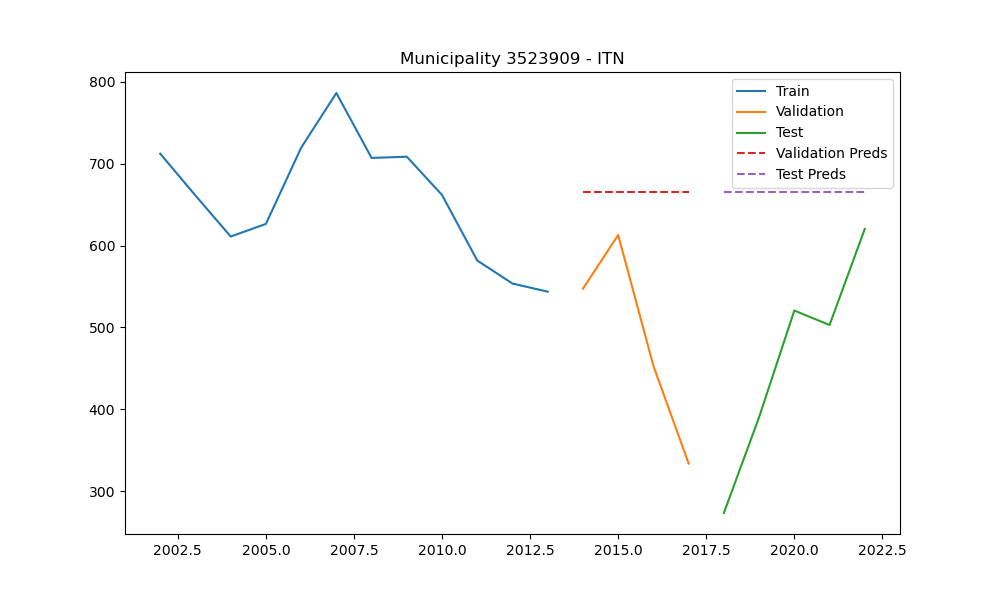 Municipality 3523909 - ITN
800
700
600
500
400
300
Train
Validation
Test
Validation Preds
Test Preds
2002.5 2005.0 2007.5 2010.0 2012.5 2015.0 2017.5 2020.0 2022.5